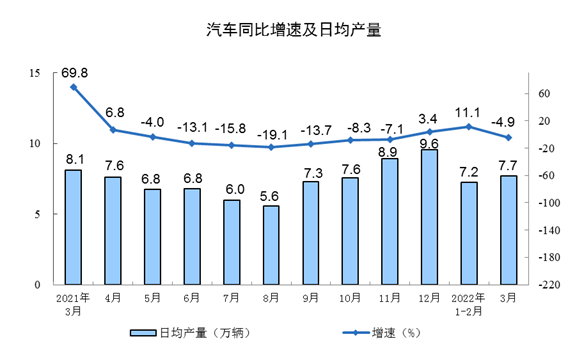 汽车同比增速及日均产量
15
10
5
0
60
20
-20
-60
-100
-140
-180
-220
69.8
6.8
-4.0
-13.1
-15.8
-19.1
-13.7
-8.3
-7.1
3.4
11.1
-4.9
8.1
7.6
6.8
6.8
6.0
5.6
7.3
7.6
8.9
9.6
7.2
7.7
2021年
3月
4月
5月
6月
7月
8月
9月
10月
11月
12月
2022年
1-2月
3月
日均产量（万辆）
增速（%）